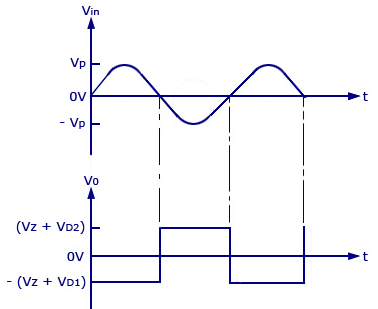 Vin
Vp
0V
t
- Vp
V0
(Vz + VD2)
0V
t
- (Vz + VD1)